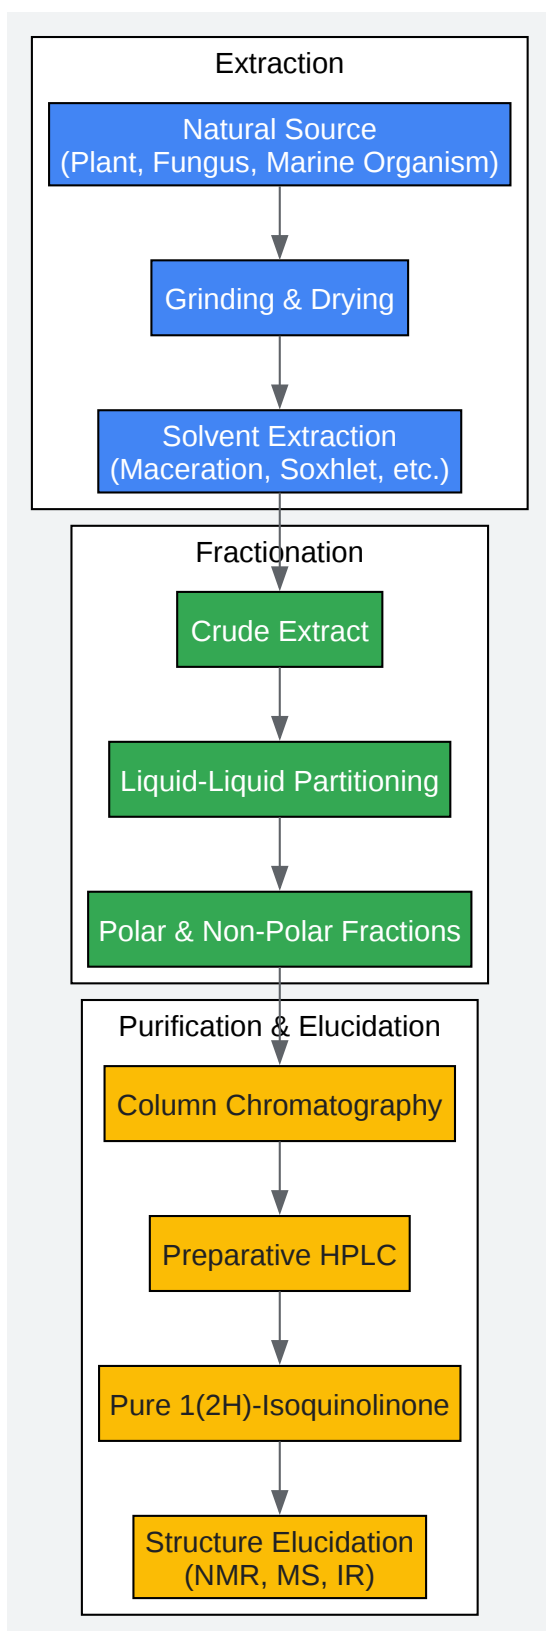 Extraction
Natural Source
(Plant, Fungus, Marine Organism)
Grinding & Drying
Solvent Extraction
(Maceration, Soxhlet, etc.)
Fractionation
Crude Extract
Liquid-Liquid Partitioning
Polar & Non-Polar Fractions
Purification & Elucidation
Column Chromatography
Preparative HPLC
Pure 1(2H)-Isoquinolinone
Structure Elucidation
(NMR, MS, IR)